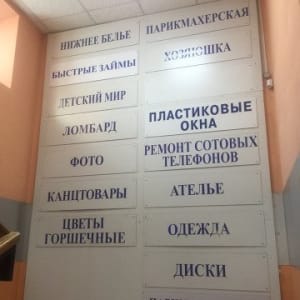 НИЖНЕЕ БЕЛЬЕ
БЫСТРЫЕ ЗАЙМЫ
ДЕТСКИЙ МИР
ЛОМБАРД
ФОТО
КАНЦТОВАРЫ
ЦВЕТЫ
ГОРШЕЧНЫЕ
ПАРИКМАХЕРСКАЯ
ХОЗЯЮШКА
ПЛАСТИКОВЫЕ
ОКНА
РЕМОНТ СОТОВЫХ
ТЕЛЕФОНОВ
АТЕЛЬЕ
ОДЕЖДА
ДИСКИ